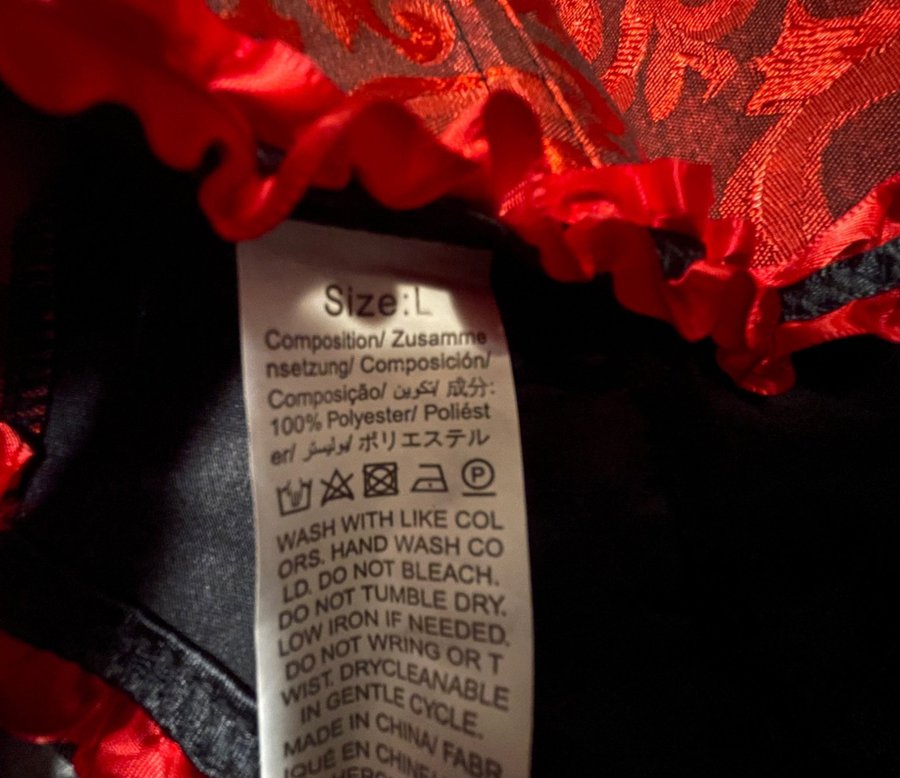 Size:L
Composition/ Zusamme
nsetzung/ Composición/
Composição/ تكوين/ 成分:
100% Polyester/ Poliést
er/ بوليستر/ ポリエステル
P
WASH WITH LIKE COL
ORS. HAND WASH CO
LD. DO NOT BLEACH.
DO NOT TUMBLE DRY.
LOW IRON IF NEEDED.
DO NOT WRING OR T
WIST. DRYCLEANABLE
IN GENTLE CYCLE.
MADE IN CHINA/ FABR
IQUÉ EN CHINE/